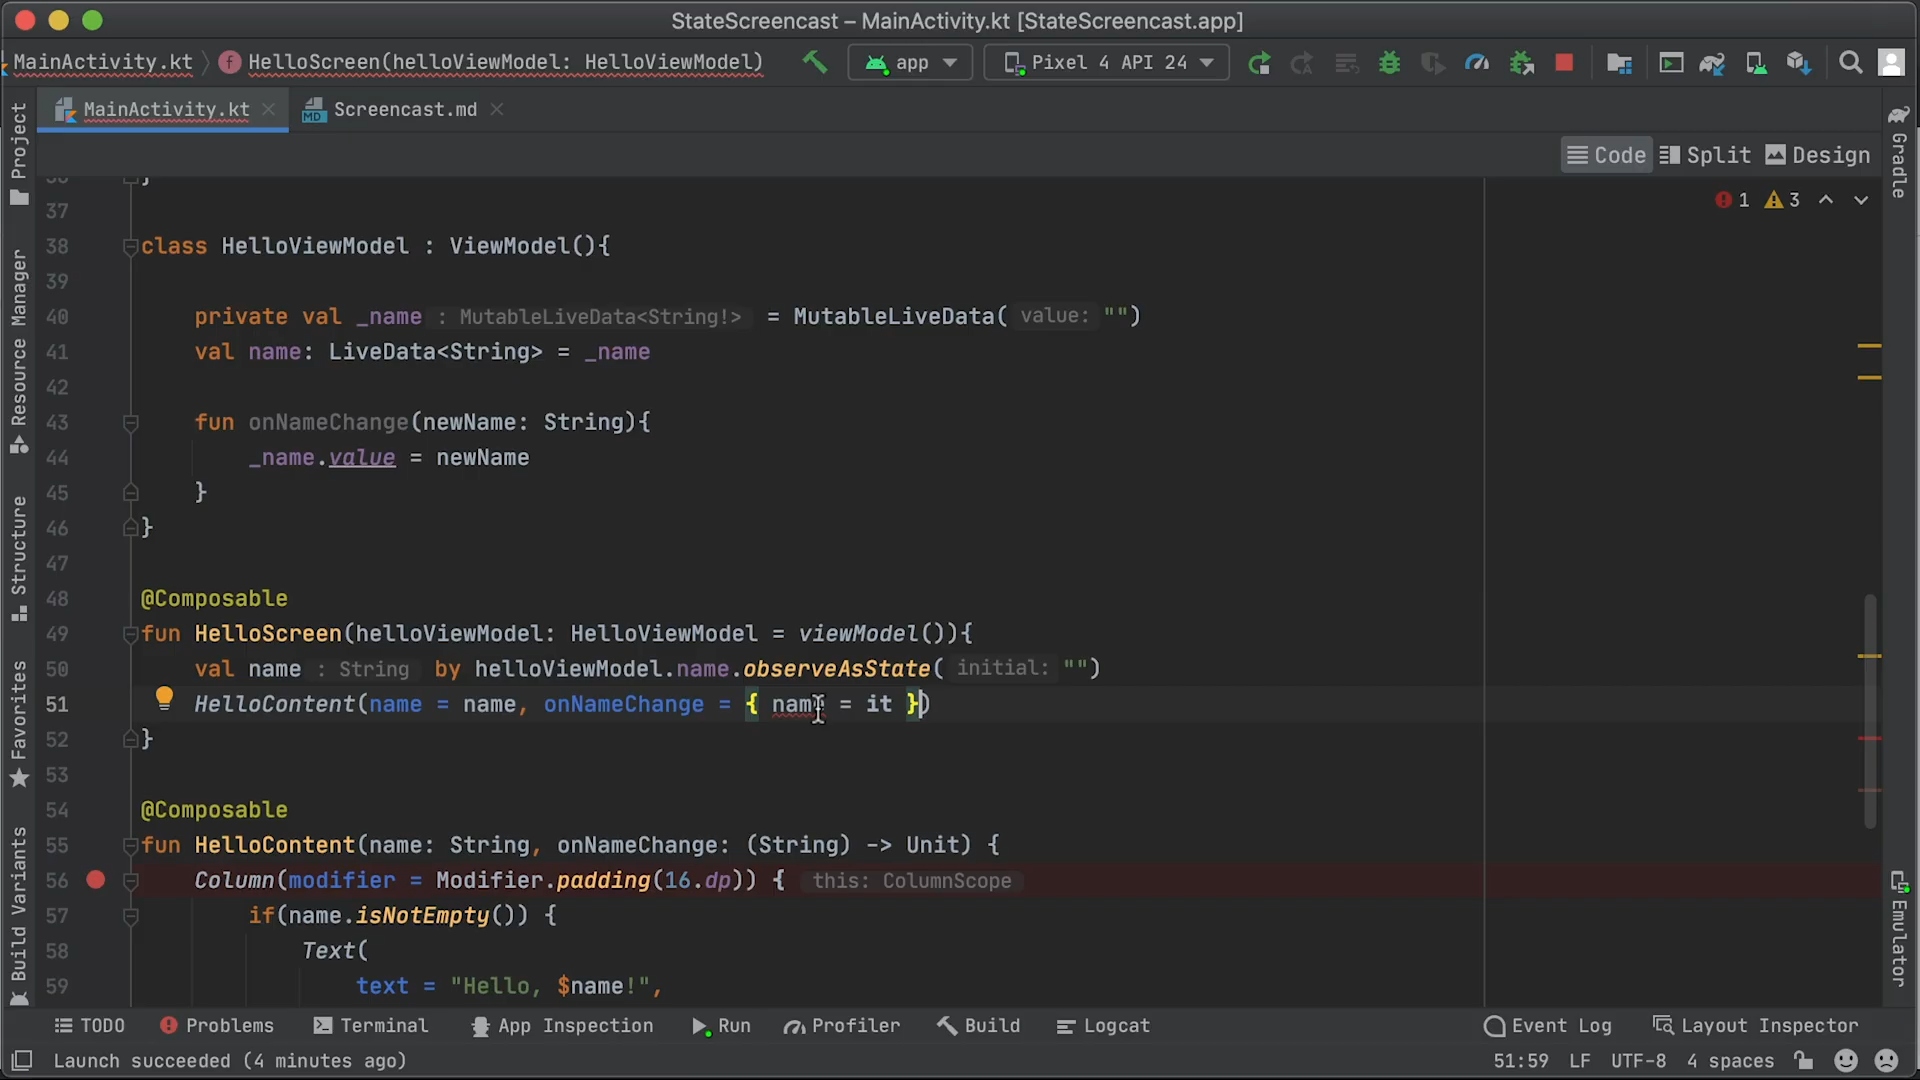 StateScreencast – MainActivity.kt [StateScreencast.app]
MainActivity.kt
HelloScreen(helloViewModel: HelloViewModel)
app
Pixel 4 API 24
MainActivity.kt
Screencast.md
Code
Split
Design
1
3
37
38 class HelloViewModel : ViewModel(){
39
40 private val _name : MutableLiveData<String!> = MutableLiveData( value: "")
41 val name: LiveData<String> = _name
42
43 fun onNameChange(newName: String){
44 _name.value = newName
45 }
46 }
47
48 @Composable
49 fun HelloScreen(helloViewModel: HelloViewModel = viewModel()){
50 val name : String by helloViewModel.name.observeAsState( initial: "")
51 HelloContent(name = name, onNameChange = { name = it })
52 }
53
54 @Composable
55 fun HelloContent(name: String, onNameChange: (String) -> Unit) {
56 Column(modifier = Modifier.padding(16.dp)) { this: ColumnScope
57 if(name.isNotEmpty()) {
58 Text(
59 text = "Hello, $name!",
Project
Resource Manager
Structure
Favorites
Build Variants
Gradle
Emulator
TODO
Problems
Terminal
App Inspection
Run
Profiler
Build
Logcat
Event Log
Layout Inspector
Launch succeeded (4 minutes ago)
51:59
LF
UTF-8
4 spaces